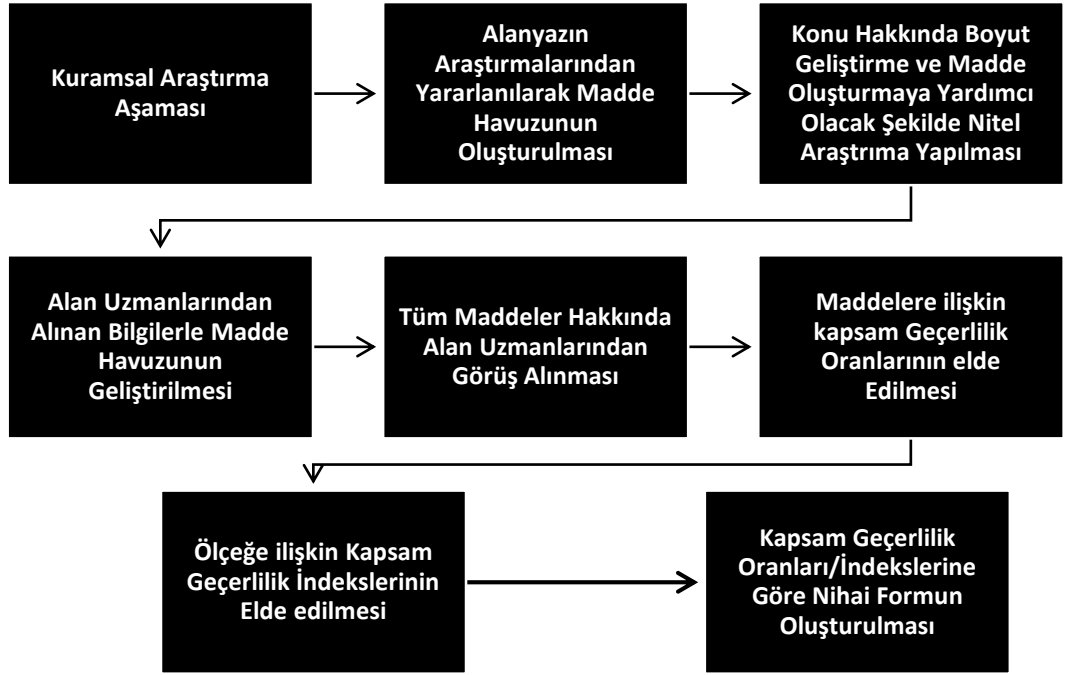 Kuramsal Araştırma
Aşaması
Alanyazın
Araştırmalarından
Yararlanılarak Madde
Havuzunun
Oluşturulması
Konu Hakkında Boyut
Geliştirme ve Madde
Oluşturmaya Yardımcı
Olacak Şekilde Nitel
Araştrıma Yapılması
Alan Uzmanlarından
Alınan Bilgilerle Madde
Havuzunun
Geliştirilmesi
Tüm Maddeler Hakkında
Alan Uzmanlarından
Görüş Alınması
Maddelere ilişkin
kapsam Geçerlilik
Oranlarının elde
Edilmesi
Ölçeğe ilişkin Kapsam
Geçerlilik İndekslerinin
Elde edilmesi
Kapsam Geçerlilik
Oranları/İndekslerine
Göre Nihai Formun
Oluşturulması